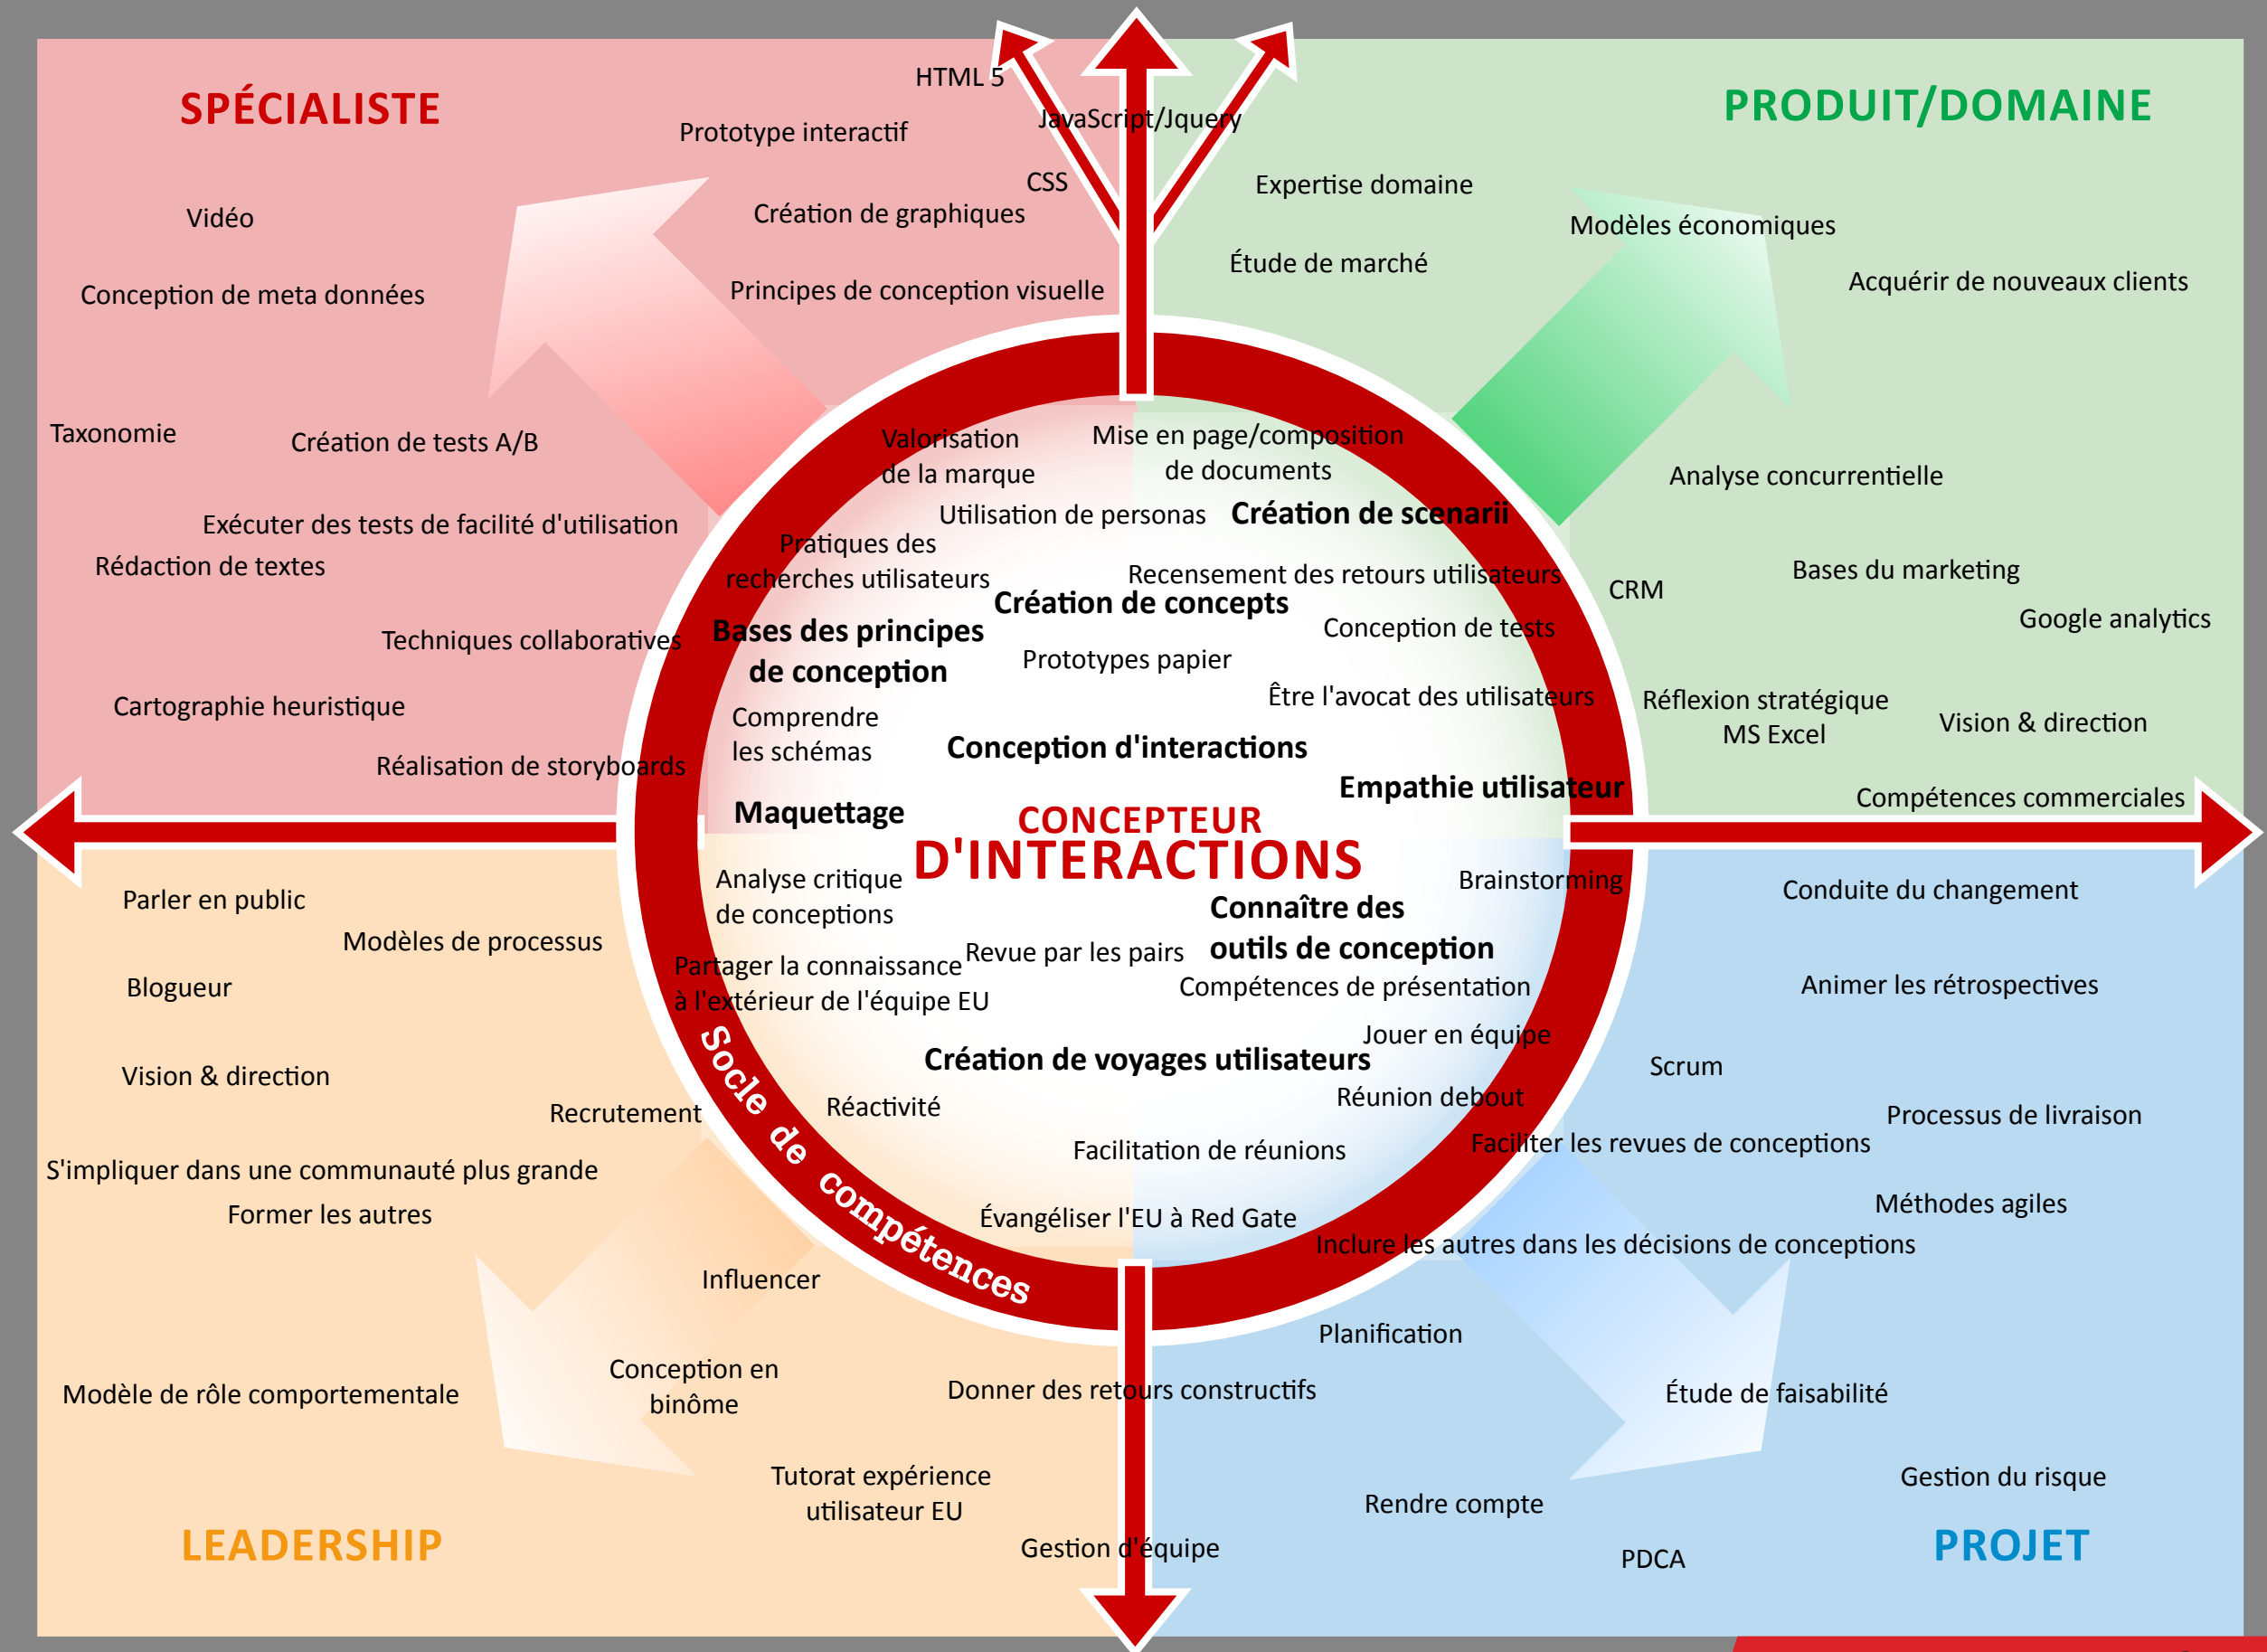 SPÉCIALISTE
HTML 5
Prototype interactif
JavaScript/Jquery
CSS
Vidéo
Création de graphiques
Conception de meta données
Principes de conception visuelle
Taxonomie
Création de tests A/B
Exécuter des tests de facilité d'utilisation
Rédaction de textes
Techniques collaboratives
Cartographie heuristique
Réalisation de storyboards
PRODUIT/DOMAINE
Expertise domaine
Modèles économiques
Étude de marché
Acquérir de nouveaux clients
Analyse concurrentielle
Bases du marketing
CRM
Google analytics
Réflexion stratégique
MS Excel
Vision & direction
Compétences commerciales
Valorisation
de la marque
Mise en page/composition
de documents
Utilisation de personas
Création de scenarii
Pratiques des
recherches utilisateurs
Recensement des retours utilisateurs
Création de concepts
Bases des principes
de conception
Conception de tests
Prototypes papier
Être l'avocat des utilisateurs
Comprendre
les schémas
Conception d'interactions
Empathie utilisateur
Maquettage
CONCEPTEUR
D'INTERACTIONS
Analyse critique
de conceptions
Brainstorming
Connaître des
outils de conception
Revue par les pairs
Partager la connaissance
à l'extérieur de l'équipe EU
Compétences de présentation
Jouer en équipe
Création de voyages utilisateurs
Réunion debout
Réactivité
Facilitation de réunions
Évangéliser l'EU à Red Gate
Socle de compétences
Parler en public
Modèles de processus
Blogueur
Vision & direction
Recrutement
S'impliquer dans une communauté plus grande
Former les autres
Influencer
Conception en
binôme
Modèle de rôle comportementale
Donner des retours constructifs
Tutorat expérience
utilisateur EU
Gestion d'équipe
LEADERSHIP
Conduite du changement
Animer les rétrospectives
Scrum
Processus de livraison
Faciliter les revues de conceptions
Méthodes agiles
Inclure les autres dans les décisions de conceptions
Planification
Étude de faisabilité
Gestion du risque
Rendre compte
PDCA
PROJET